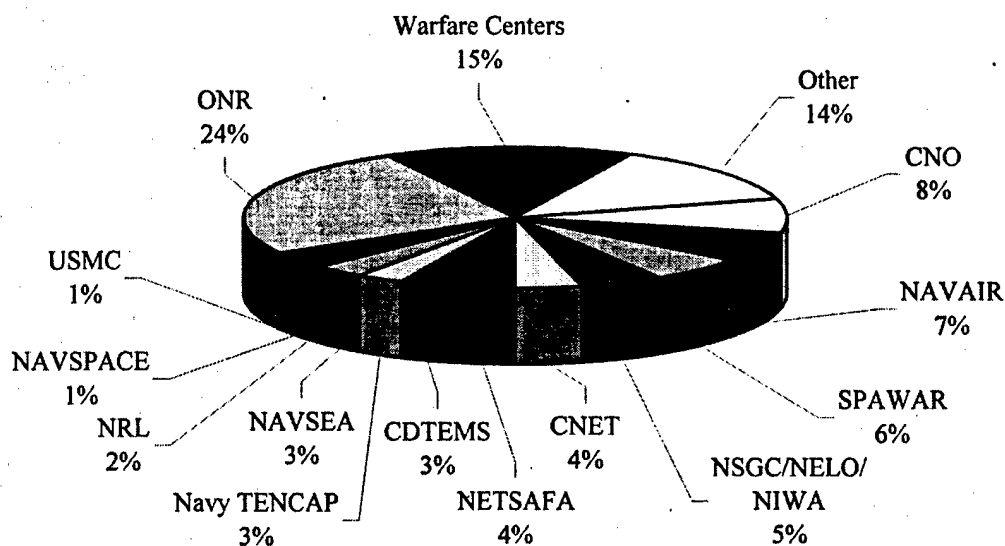 Warfare Centers
15%
Other
14%
ONR
24%
CNO
8%
USMC
1%
NAVAIR
7%
NAVSPACE
1%
SPAWAR
6%
NRL
2%
NAVSEA
3%
CDTEMS
3%
CNET
4%
NSGC/NELO/
NIWA
5%
Navy TENCAP
3%
NETSAFA
4%